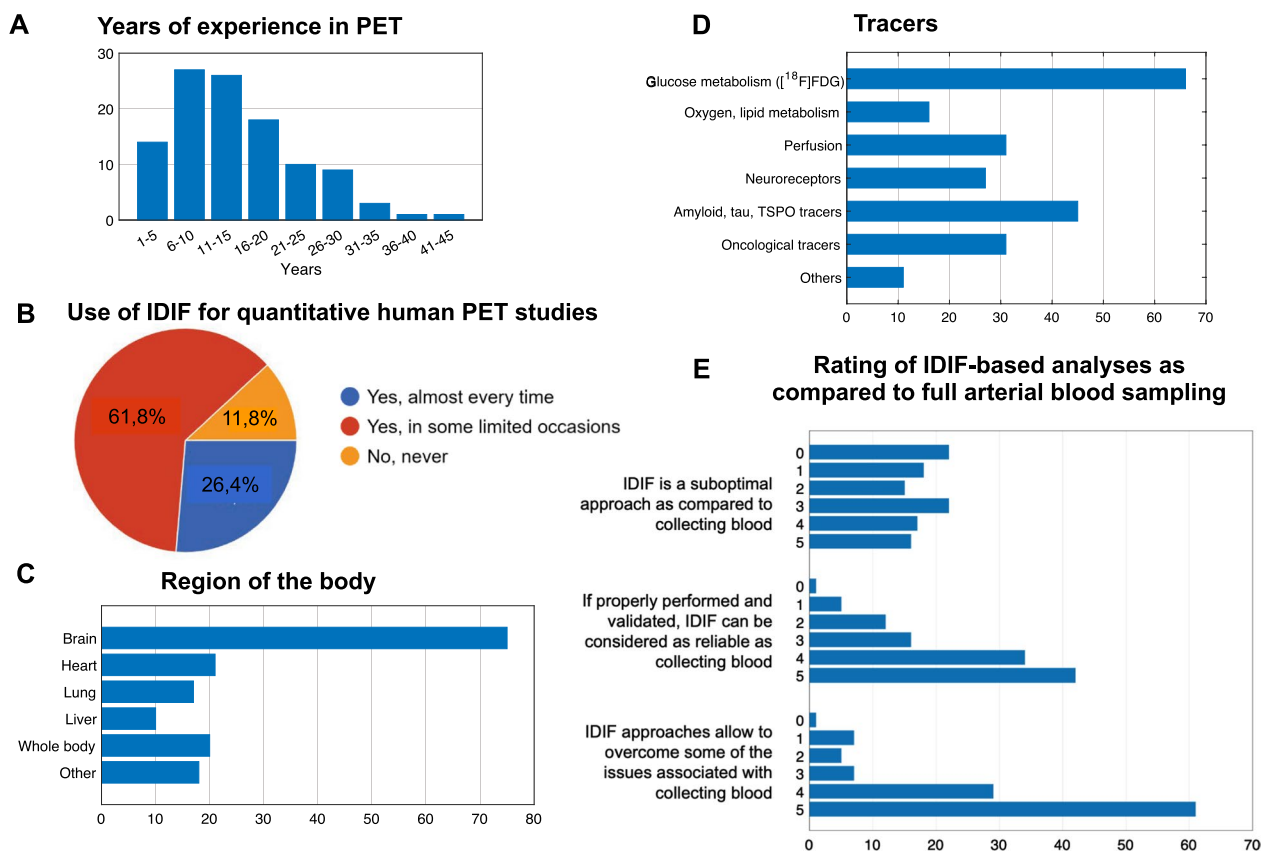 A
Years of experience in PET
30
20
10
0
1-5
6-10
11-15
16-20
21-25
26-30
31-35
36-40
41-45
Years
B
Use of IDIF for quantitative human PET studies
61,8%
11,8%
26,4%
Yes, almost every time
Yes, in some limited occasions
No, never
C
Region of the body
Brain
Heart
Lung
Liver
Whole body
Other
0 10 20 30 40 50 60 70 80
D
Tracers
Glucose metabolism ([18F]FDG)
Oxygen, lipid metabolism
Perfusion
Neuroreceptors
Amyloid, tau, TSPO tracers
Oncological tracers
Others
0 10 20 30 40 50 60 70
E
Rating of IDIF-based analyses as
compared to full arterial blood sampling
IDIF is a suboptimal
approach as compared to
collecting blood
0
1
2
3
4
5
If properly performed and
validated, IDIF can be
considered as reliable as
collecting blood
0
1
2
3
4
5
IDIF approaches allow to
overcome some of the
issues associated with
collecting blood
0
1
2
3
4
5
0 10 20 30 40 50 60 70